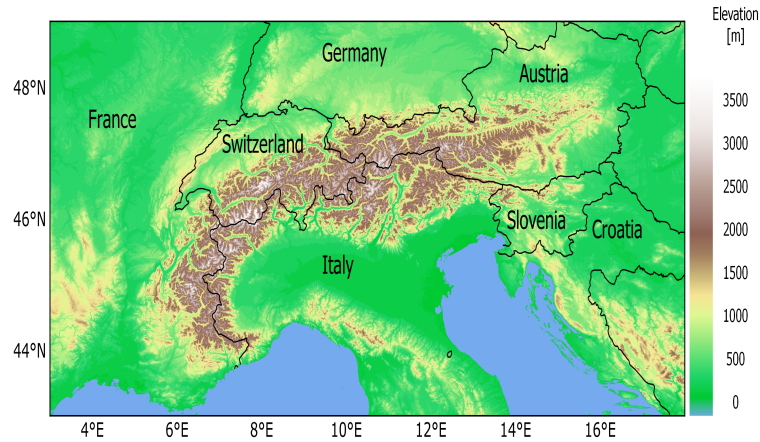 Elevation
[m]
Germany
48°N
Austria
3500
France
Switzerland
3000
2500
46°N
Slovenia
Croatia
2000
Italy
1500
1000
44°N
500
0
4°E
6°E
8°E
10°E
12°E
14°E
16°E